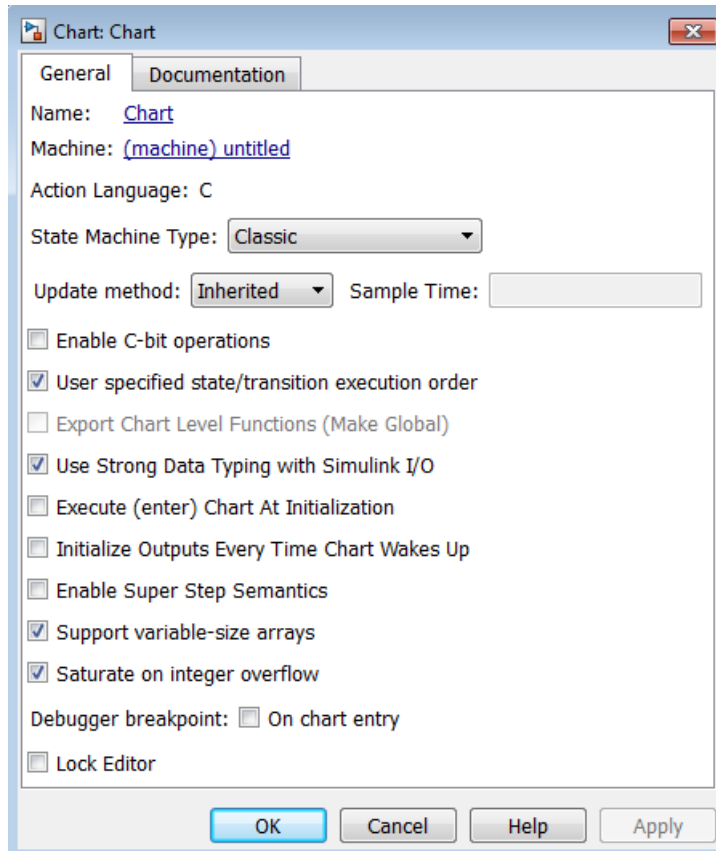 Chart: Chart
General Documentation
Name: Chart
Machine: (machine) untitled
Action Language: C
State Machine Type: Classic
Update method: Inherited Sample Time:
Enable C-bit operations
User specified state/transition execution order
Export Chart Level Functions (Make Global)
Use Strong Data Typing with Simulink I/O
Execute (enter) Chart At Initialization
Initialize Outputs Every Time Chart Wakes Up
Enable Super Step Semantics
Support variable-size arrays
Saturate on integer overflow
Debugger breakpoint: On chart entry
Lock Editor
OK Cancel Help Apply